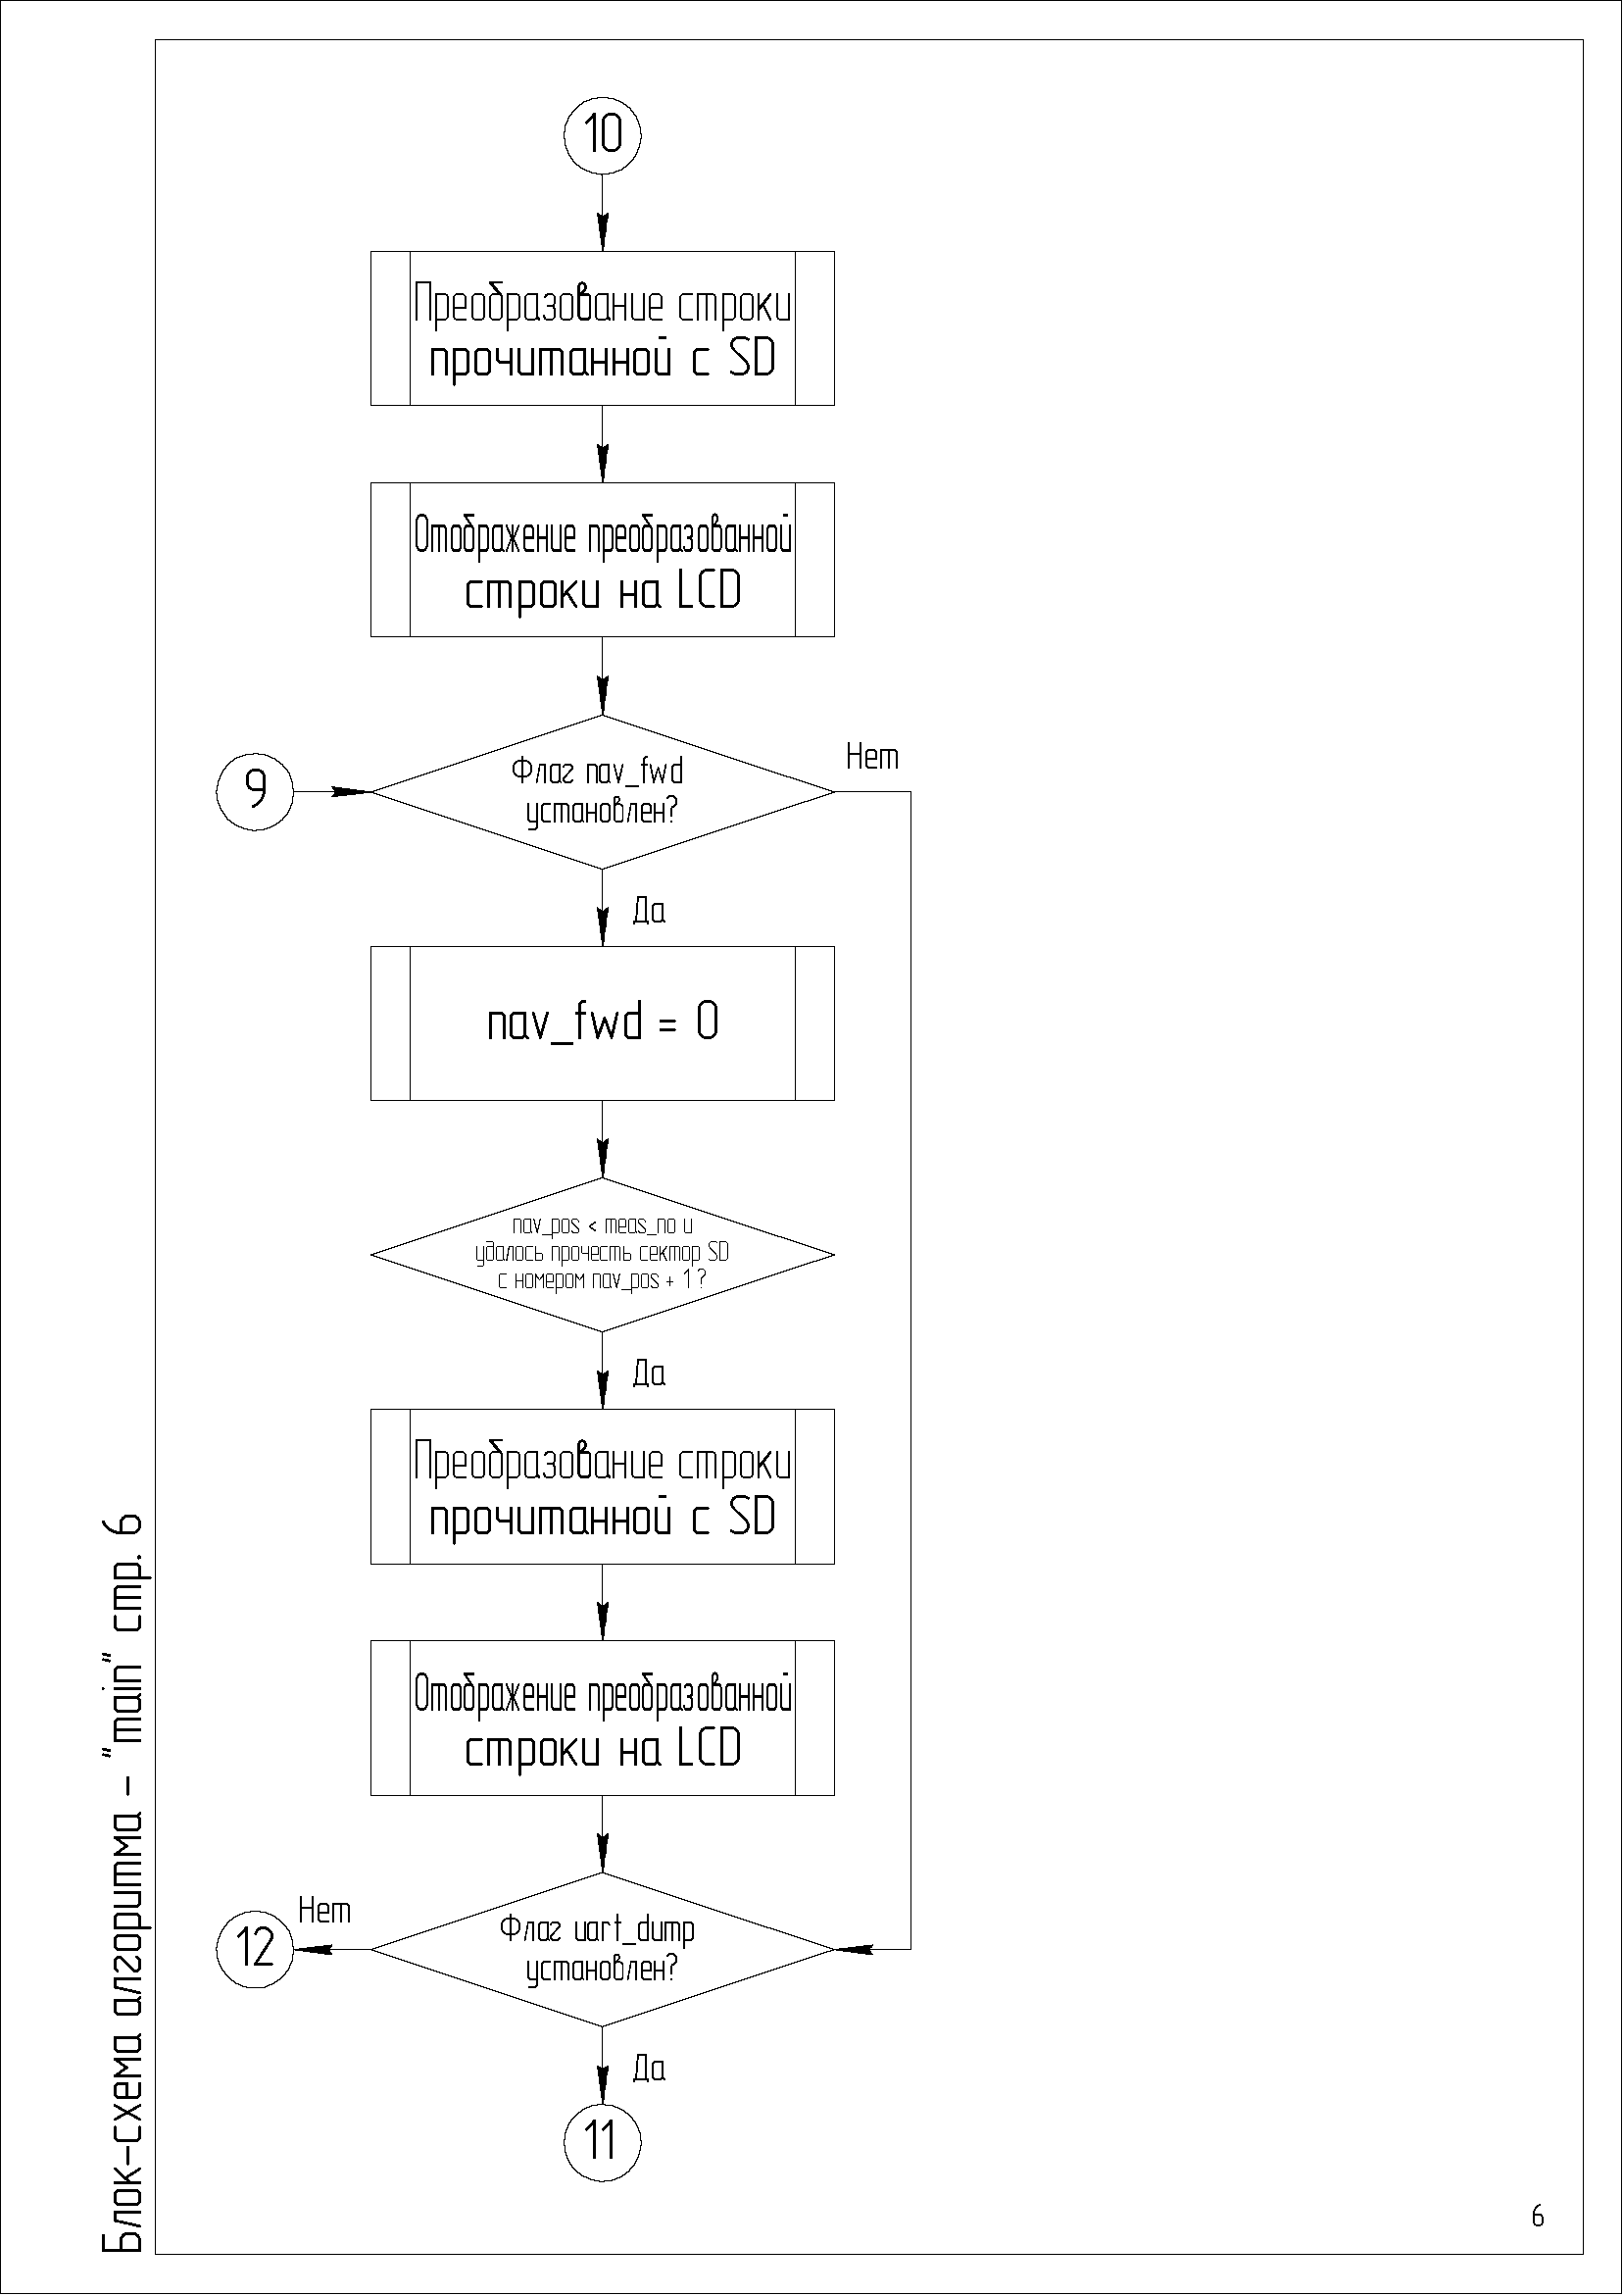 Блок-схема алгоритма - "main" стр. 6
10
Преобразование строки
прочитанной с SD
Отображение преобразованной
строки на LCD
9
Флаг nav_fwd
установлен?
Нет
Да
nav_fwd = 0
nav_pos < meas_no и
удалось прочесть сектор SD
с номером nav_pos + 1 ?
Да
Преобразование строки
прочитанной с SD
Отображение преобразованной
строки на LCD
12
Нет
Флаг uart_dump
установлен?
Да
11
6